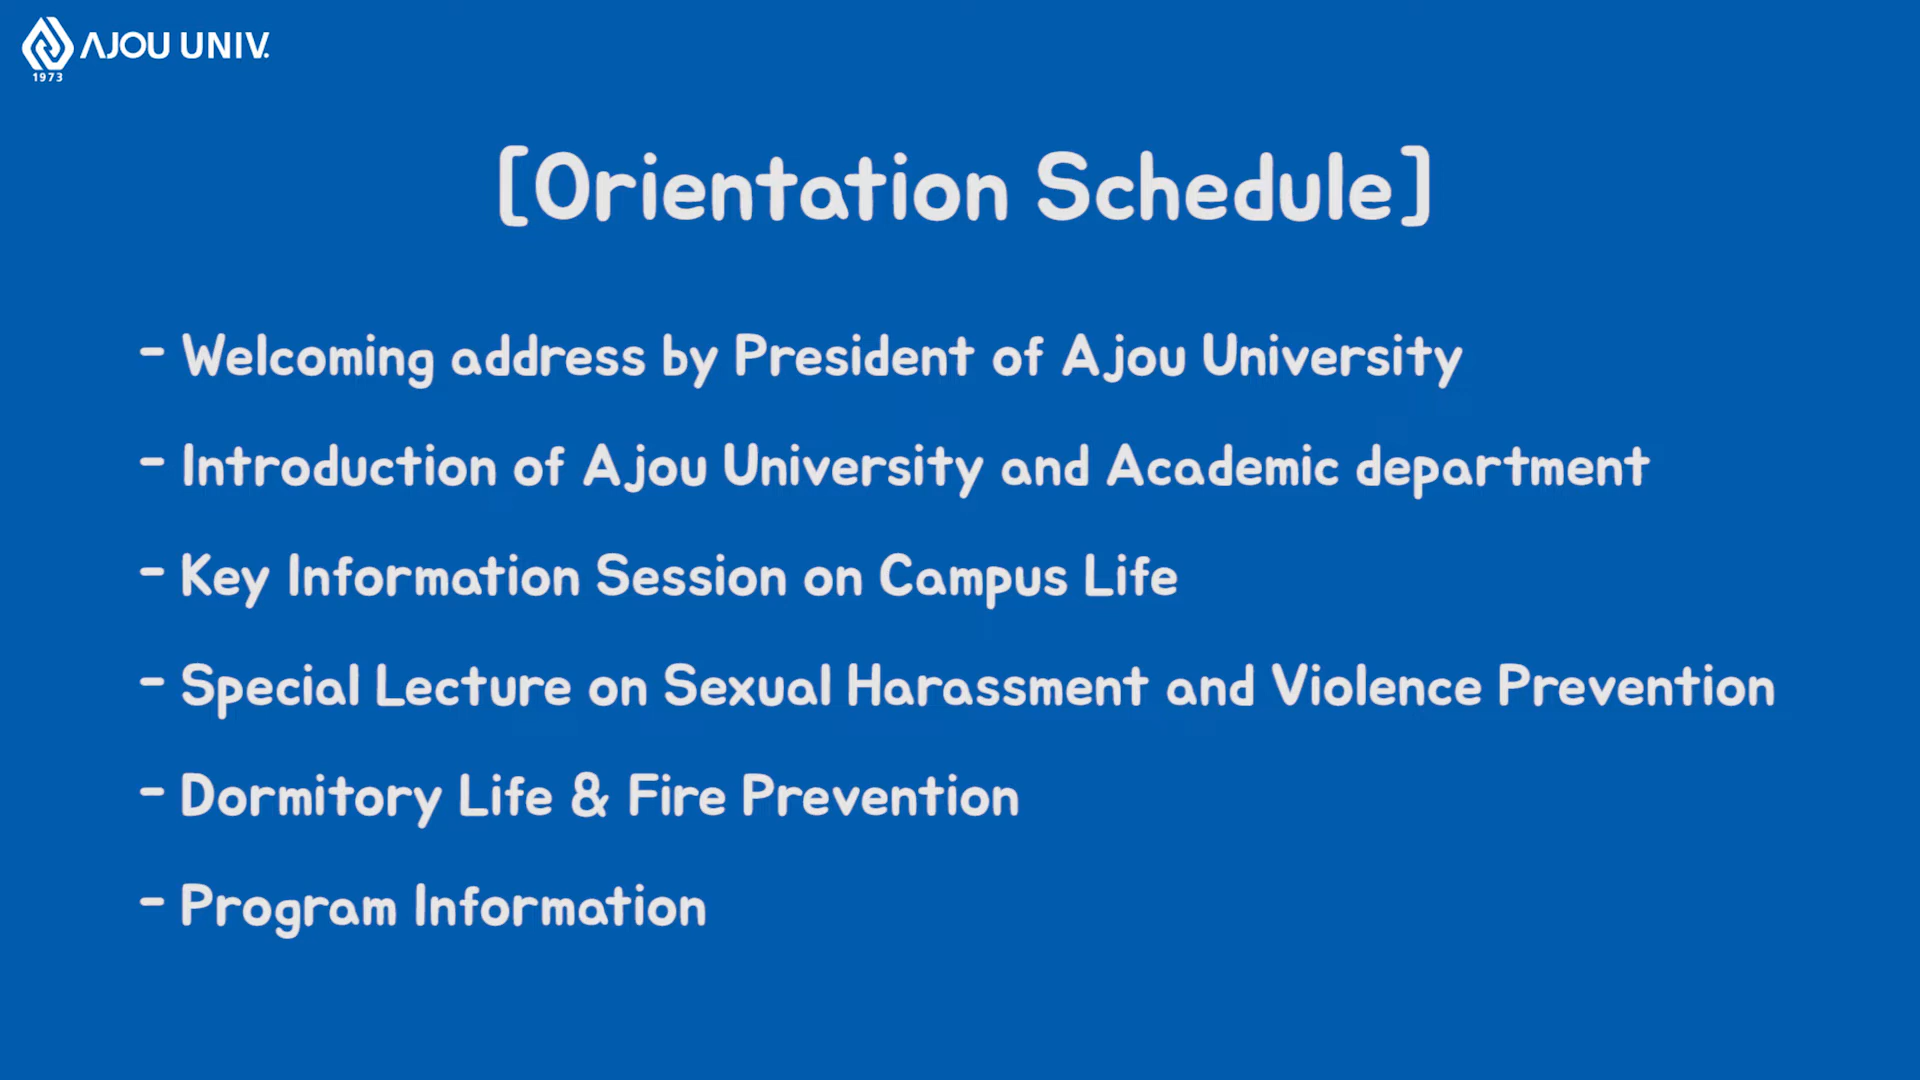 AJOU UNIV.
1973
[Orientation Schedule]
- Welcoming address by President of Ajou University
- Introduction of Ajou University and Academic department
- Key Information Session on Campus Life
- Special Lecture on Sexual Harassment and Violence Prevention
- Dormitory Life & Fire Prevention
- Program Information